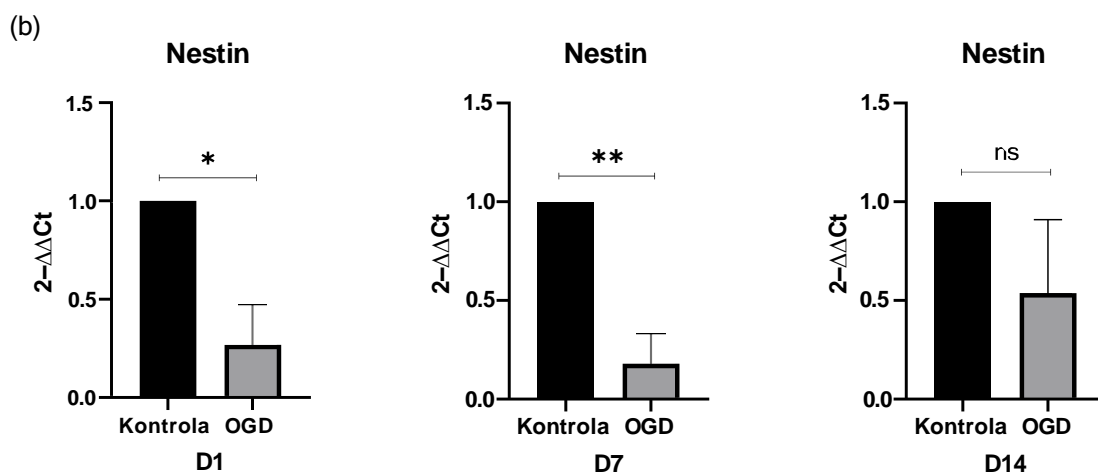 (b)
Nestin
1.5
1.0
0.5
0.0
2–ΔΔCt
*
Kontrola OGD
D1
Nestin
1.5
1.0
0.5
0.0
2–ΔΔCt
**
Kontrola OGD
D7
Nestin
1.5
1.0
0.5
0.0
2–ΔΔCt
ns
Kontrola OGD
D14